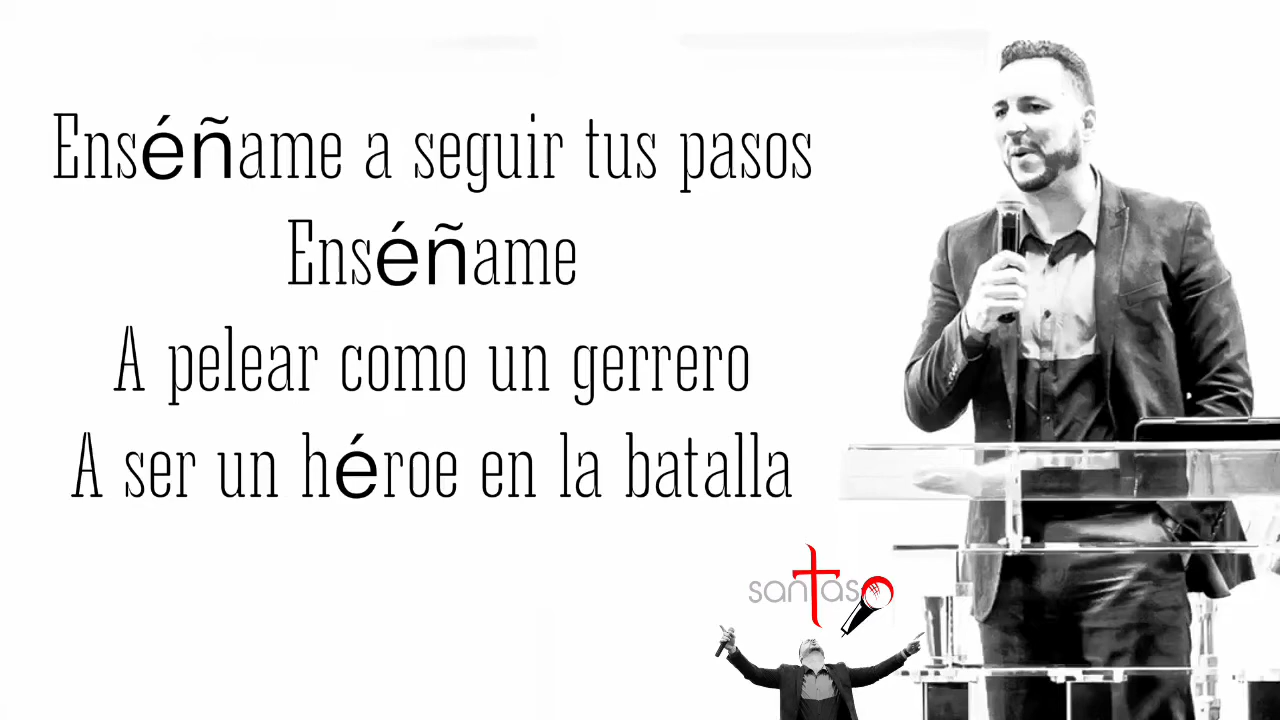 Enséñame a seguir tus pasos
Enséñame
A pelear como un gerrero
A ser un héroe en la batalla
santaso